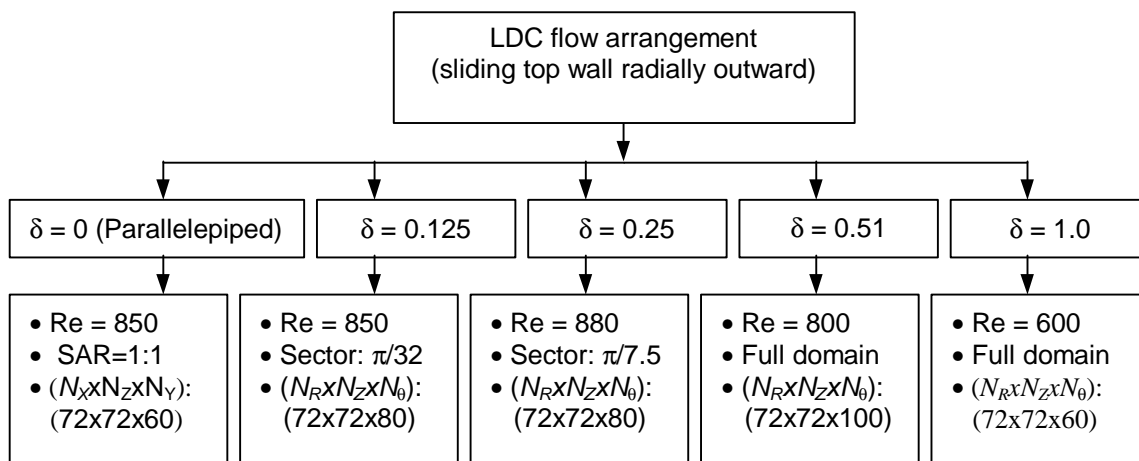 LDC flow arrangement
(sliding top wall radially outward)
δ = 0 (Parallelepiped)
δ = 0.125
δ = 0.25
δ = 0.51
δ = 1.0
• Re = 850
• SAR=1:1
• (NXxNZxNY):
(72x72x60)
• Re = 850
• Sector: π/32
• (NRxNZxNθ):
(72x72x80)
• Re = 880
• Sector: π/7.5
• (NRxNZxNθ):
(72x72x80)
• Re = 800
• Full domain
• (NRxNZxNθ):
(72x72x100)
• Re = 600
• Full domain
• (NRxNZxNθ):
(72x72x60)